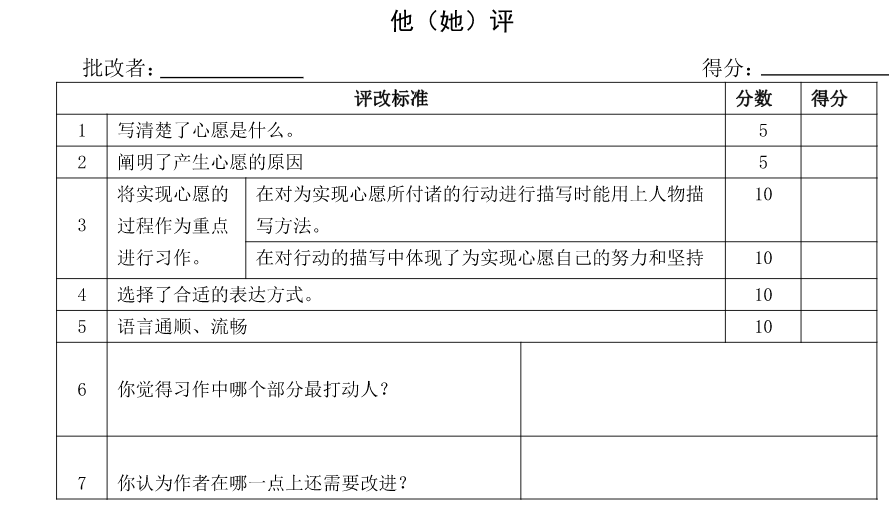 他（她）评
批改者： 得分：
评改标准 分数 得分
1 写清楚了心愿是什么。 5
2 阐明了产生心愿的原因 5
3 将实现心愿的过程作为重点进行习作。 在对为实现心愿所付诸的行动进行描写时能用上人物描写方法。 10
在对行动的描写中体现了为实现心愿自己的努力和坚持 10
4 选择了合适的表达方式。 10
5 语言通顺、流畅 10
6 你觉得习作中哪个部分最打动人？
7 你认为作者在哪一点上还需要改进？